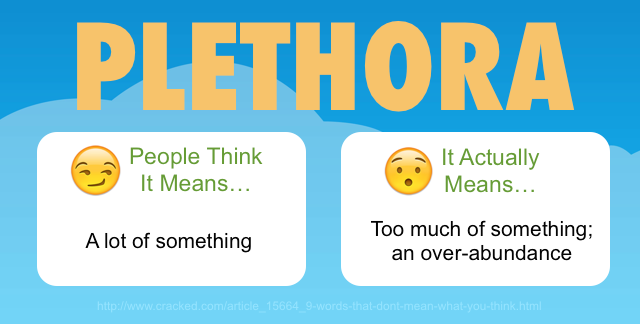 PLETHORA
People Think
It Means…
A lot of something
It Actually
Means…
Too much of something;
an over-abundance
http://www.cracked.com/article_15664_9-words-that-dont-mean-what-you-think.html